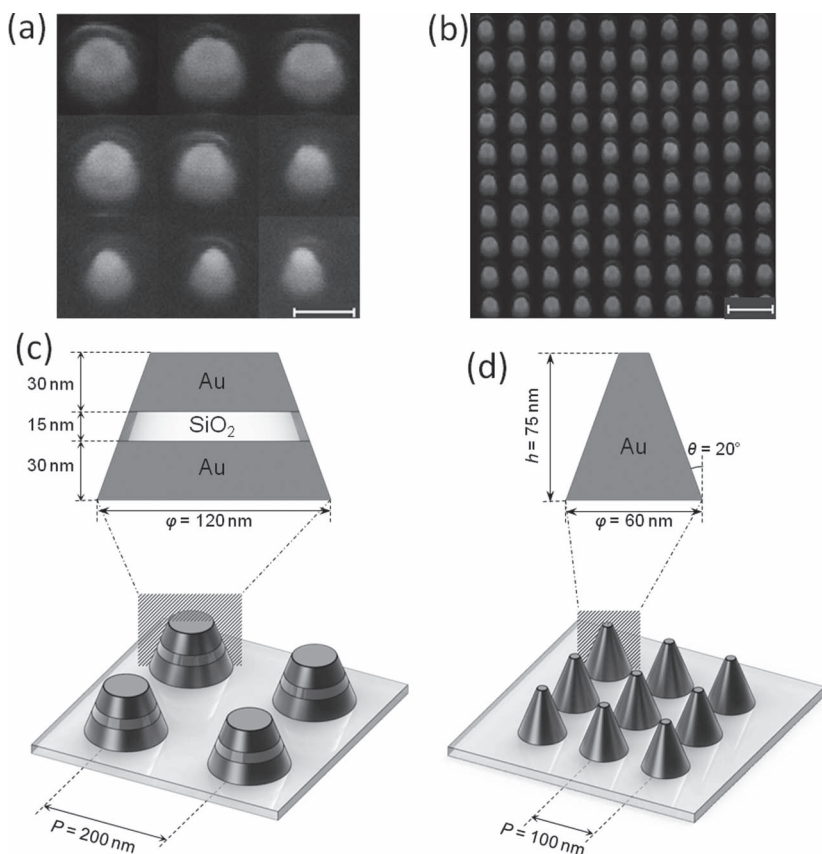 (a)
(b)
(c)
30 nm
Au
15 nm
SiO₂
30 nm
Au
φ = 120 nm
P = 200 nm
(d)
h = 75 nm
Au
θ = 20°
φ = 60 nm
P = 100 nm